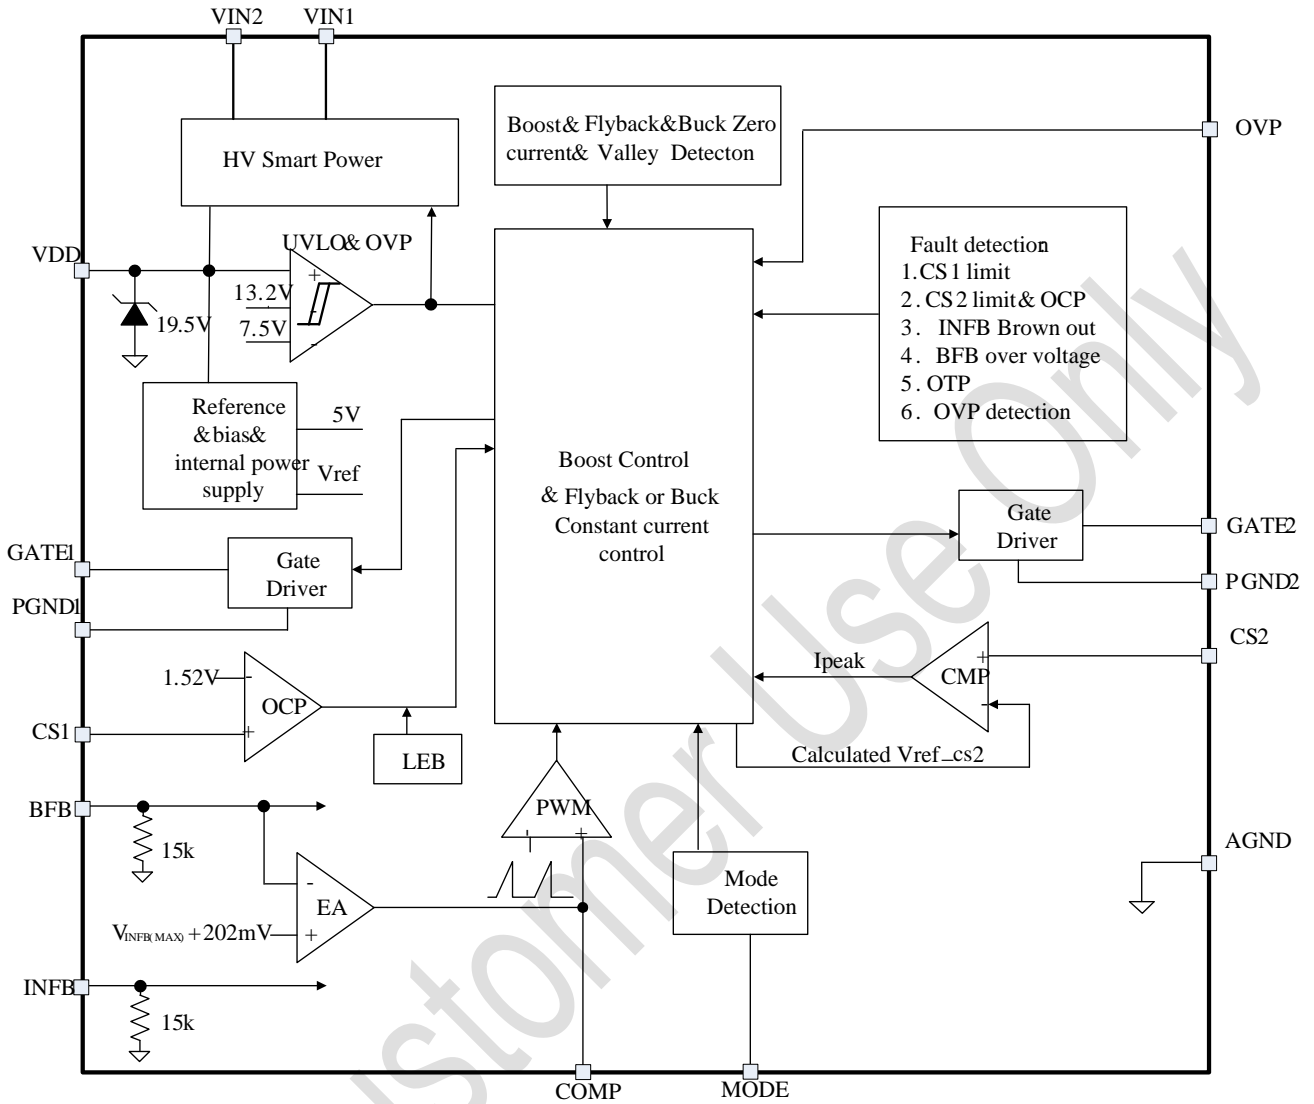 VIN2
VIN1
HV Smart Power
Boost& Flyback&Buck Zero
current& Valley Detecton
OVP
VDD
UVLO& OVP
+
13.2V
-
7.5V
-
19.5V
Fault detection:
1.CS1 limit
2. CS2 limit& OCP
3. INFB Brown out
4. BFB over voltage
5. OTP
6. OVP detection
Reference
&bias&
internal power
supply
5V
Vref
Boost Control
& Flyback or Buck
Constant current
control
GATE1
Gate
Driver
PGND1
Gate
Driver
GATE2
PGND2
1.52V
-
OCP
+
CS1
LEB
Ipeak
+
CMP
-
CS2
Calculated Vref_cs2
BFB
15k
PWM
-
+
-
EA
+
VINFB(MAX)+202mV
Mode
Detection
AGND
INFB
15k
COMP
MODE
ustomer Use Only